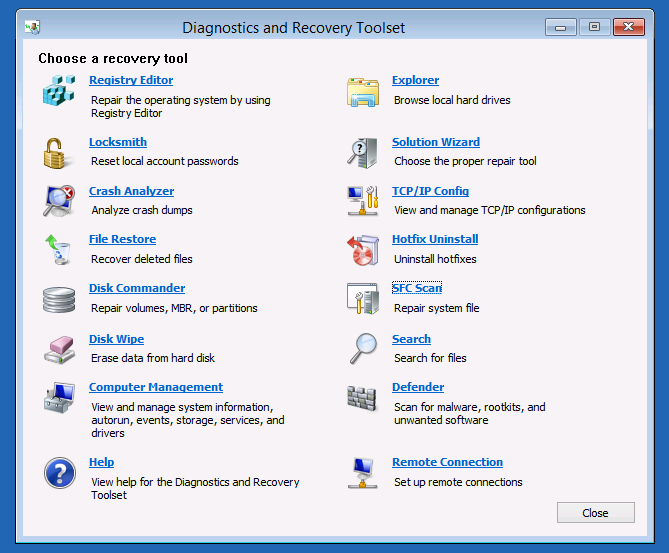 Diagnostics and Recovery Toolset
Choose a recovery tool
Registry Editor
Repair the operating system by using
Registry Editor
Explorer
Browse local hard drives
Locksmith
Reset local account passwords
Solution Wizard
Choose the proper repair tool
Crash Analyzer
Analyze crash dumps
TCP/IP Config
View and manage TCP/IP configurations
File Restore
Recover deleted files
Hotfix Uninstall
Uninstall hotfixes
Disk Commander
Repair volumes, MBR, or partitions
SFC Scan
Repair system file
Disk Wipe
Erase data from hard disk
Search
Search for files
Computer Management
View and manage system information,
autorun, events, storage, services, and
drivers
Defender
Scan for malware, rootkits, and
unwanted software
Help
View help for the Diagnostics and Recovery
Toolset
Remote Connection
Set up remote connections
Close